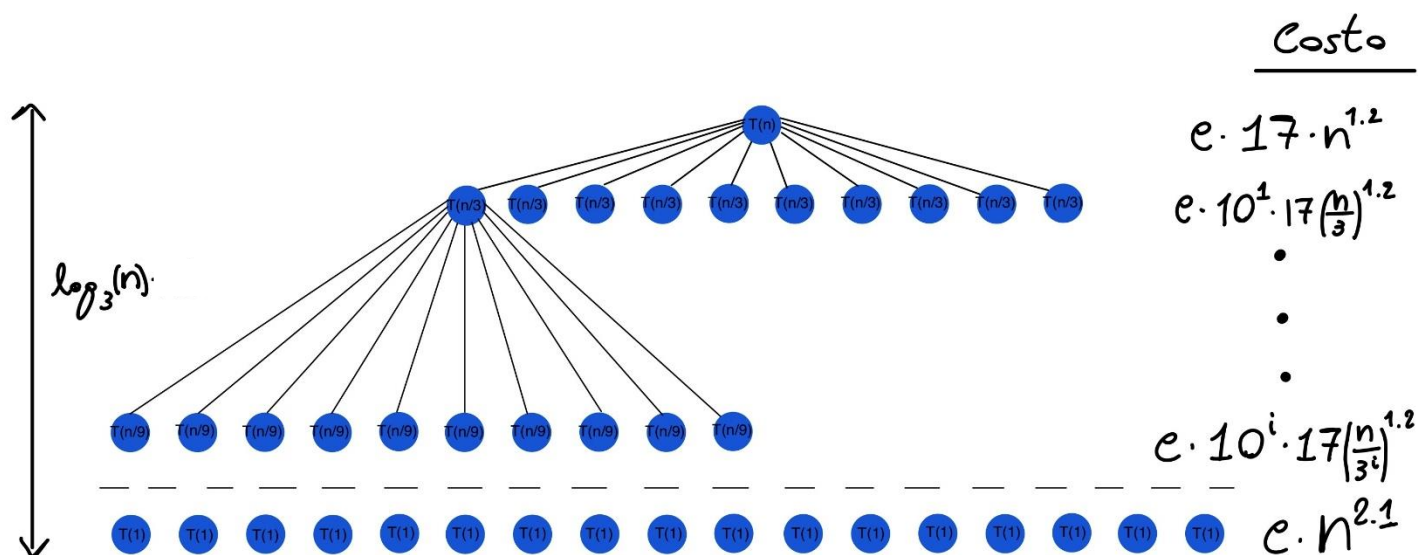 Costo
T(n)
c · 17 · n^1.2
T(n/3) T(n/3) T(n/3) T(n/3) T(n/3) T(n/3) T(n/3) T(n/3) T(n/3) T(n/3)
c · 10^1 · 17(n/3)^1.2
log_3(n).
T(n/9) T(n/9) T(n/9) T(n/9) T(n/9) T(n/9) T(n/9) T(n/9) T(n/9) T(n/9)
c · 10^i · 17(n/3^i)^1.2
T(1) T(1) T(1) T(1) T(1) T(1) T(1) T(1) T(1) T(1) T(1) T(1) T(1) T(1) T(1) T(1) T(1)
c · n^2.1